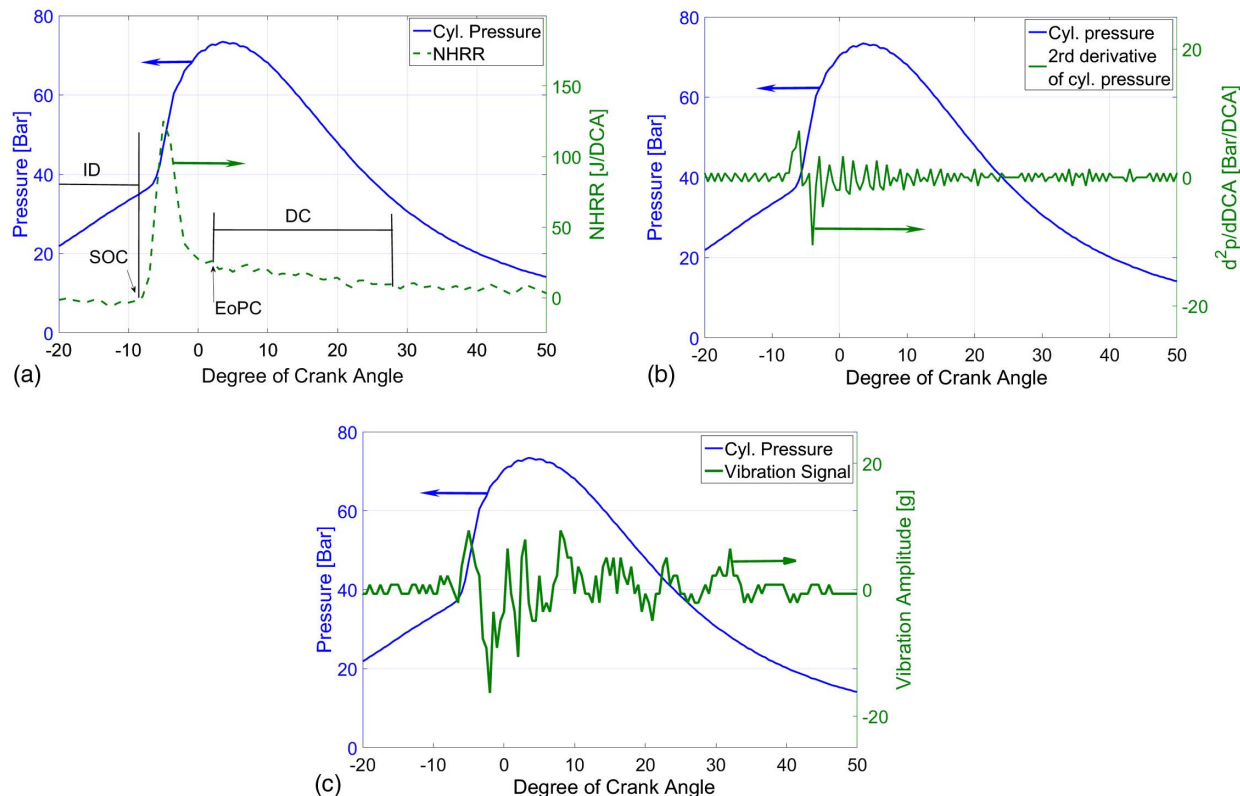 80
60
40
20
0
Pressure [Bar]
Cyl. Pressure
NHRR
150
100
50
0
NHRR [J/DCA]
ID
SOC
DC
EoPC
-20 -10 0 10 20 30 40 50
Degree of Crank Angle
(a)
80
60
40
20
0
Pressure [Bar]
Cyl. pressure
2rd derivative
of cyl. pressure
20
0
-20
d²p/dDCA [Bar/DCA]
-20 -10 0 10 20 30 40 50
Degree of Crank Angle
(b)
80
60
40
20
0
Pressure [Bar]
Cyl. Pressure
Vibration Signal
20
0
-20
Vibration Amplitude [g]
-20 -10 0 10 20 30 40 50
Degree of Crank Angle
(c)